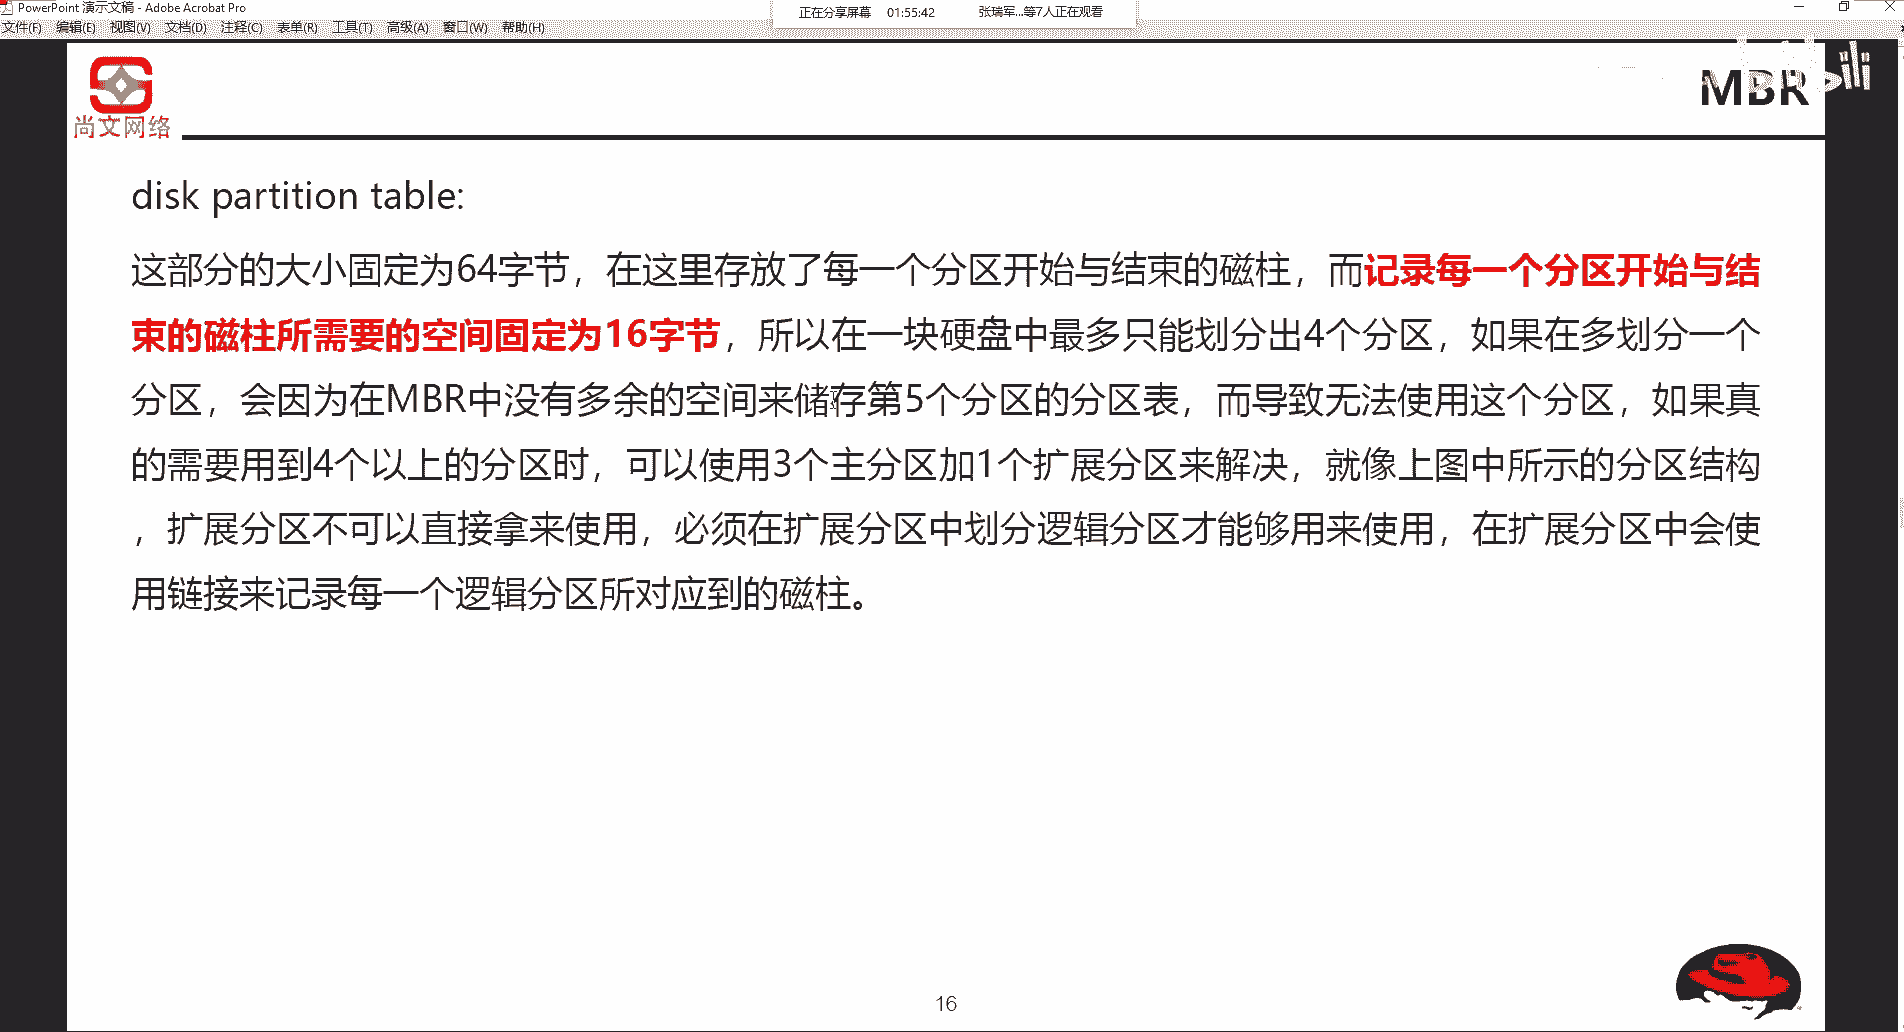 PowerPoint 演示文稿 - Adobe Acrobat Pro
正在分享屏幕 01:55:42 张瑞军...等7人正在观看
文件(F) 编辑(E) 视图(V) 文档(D) 注释(C) 表单(R) 工具(T) 高级(A) 窗口(W) 帮助(H)
MBR
尚文网络
disk partition table:
这部分的大小固定为64字节，在这里存放了每一个分区开始与结束的磁柱，而记录每一个分区开始与结
束的磁柱所需要的空间固定为16字节，所以在一块硬盘中最多只能划分出4个分区，如果在多划分一个
分区，会因为在MBR中没有多余的空间来储存第5个分区的分区表，而导致无法使用这个分区，如果真
的需要用到4个以上的分区时，可以使用3个主分区加1个扩展分区来解决，就像上图中所示的分区结构
，扩展分区不可以直接拿来使用，必须在扩展分区中划分逻辑分区才能够用来使用，在扩展分区中会使
用链接来记录每一个逻辑分区所对应到的磁柱。
16